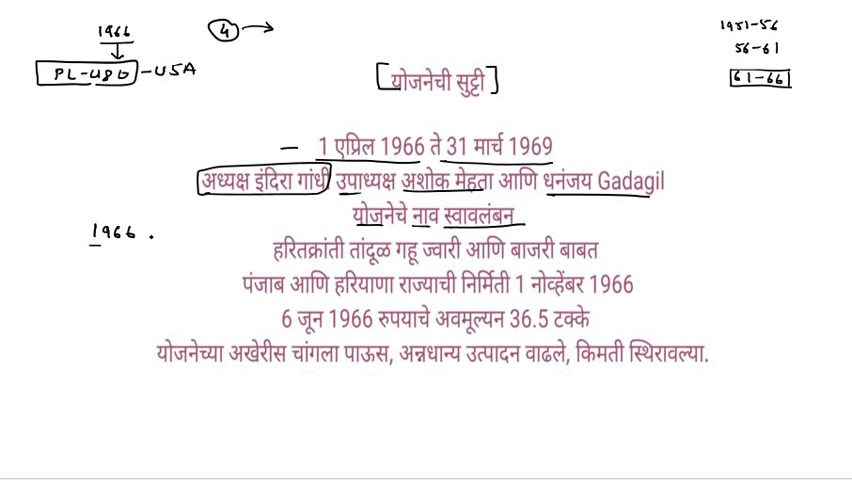 1966
PL-480 - USA
4
1951-56
56-61
61-66
[योजनेची सुट्टी]
– 1 एप्रिल 1966 ते 31 मार्च 1969
अध्यक्ष इंदिरा गांधी उपाध्यक्ष अशोक मेहता आणि धनंजय Gadagil
योजनेचे नाव स्वावलंबन
1966 .
हरितक्रांती तांदूळ गहू ज्वारी आणि बाजरी बाबत
पंजाब आणि हरियाणा राज्याची निर्मिती 1 नोव्हेंबर 1966
6 जून 1966 रुपयाचे अवमूल्यन 36.5 टक्के
योजनेच्या अखेरीस चांगला पाऊस, अन्नधान्य उत्पादन वाढले, किमती स्थिरावल्या.